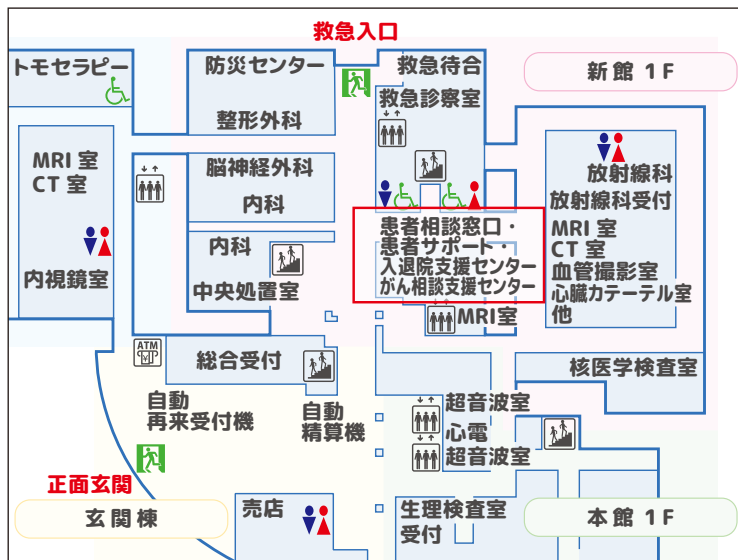 救急入口
トモセラピー
防災センター
救急待合
新館 1F
救急診察室
整形外科
MRI 室
CT 室
脳神経外科
内科
放射線科
放射線科受付
患者相談窓口・
患者サポート・
入退院支援センター
がん相談支援センター
MRI 室
CT 室
血管撮影室
心臓カテーテル室
他
内科
中央処置室
内視鏡室
MRI室
ATM
総合受付
核医学検査室
自動
再来受付機
自動
精算機
超音波室
心電
超音波室
正面玄関
玄関棟
売店
生理検査室
受付
本館 1F